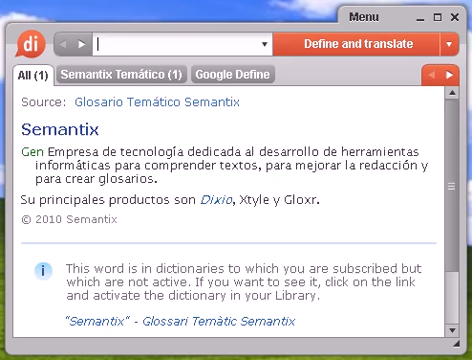 Menu
di
Define and translate
All (1) Semantix Temático (1) Google Define
Source: Glosario Temático Semantix
Semantix
Gen Empresa de tecnología dedicada al desarrollo de herramientas
informáticas para comprender textos, para mejorar la redacción y
para crear glosarios.
Su principales producto son Dixio, Xtyle y Gloxr.
© 2010 Semantix
This word is in dictionaries to which you are subscribed but
which are not active. If you want to see it, click on the link
and activate the dictionary in your Library.
"Semantix" - Glossari Temàtic Semantix